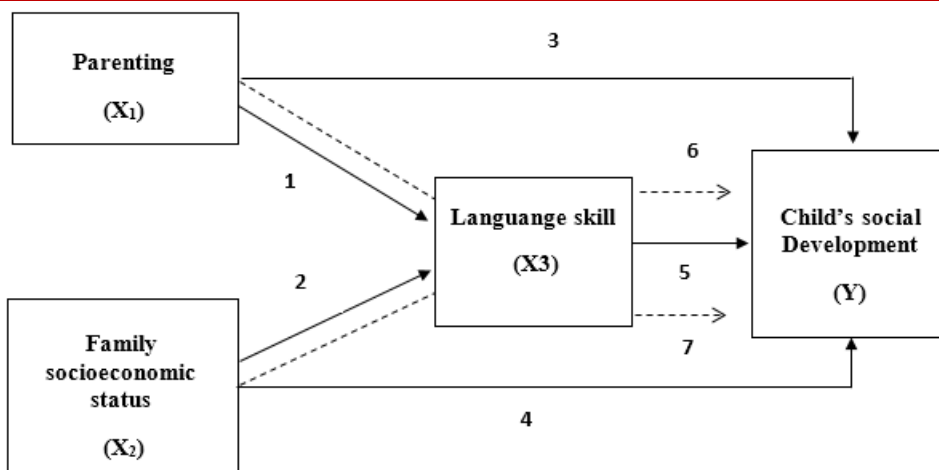 3
Parenting
(X₁)
6
1
Languange skill
(X3)
Child's social
Development
(Y)
2
5
7
Family
socioeconomic
status
(X₂)
4